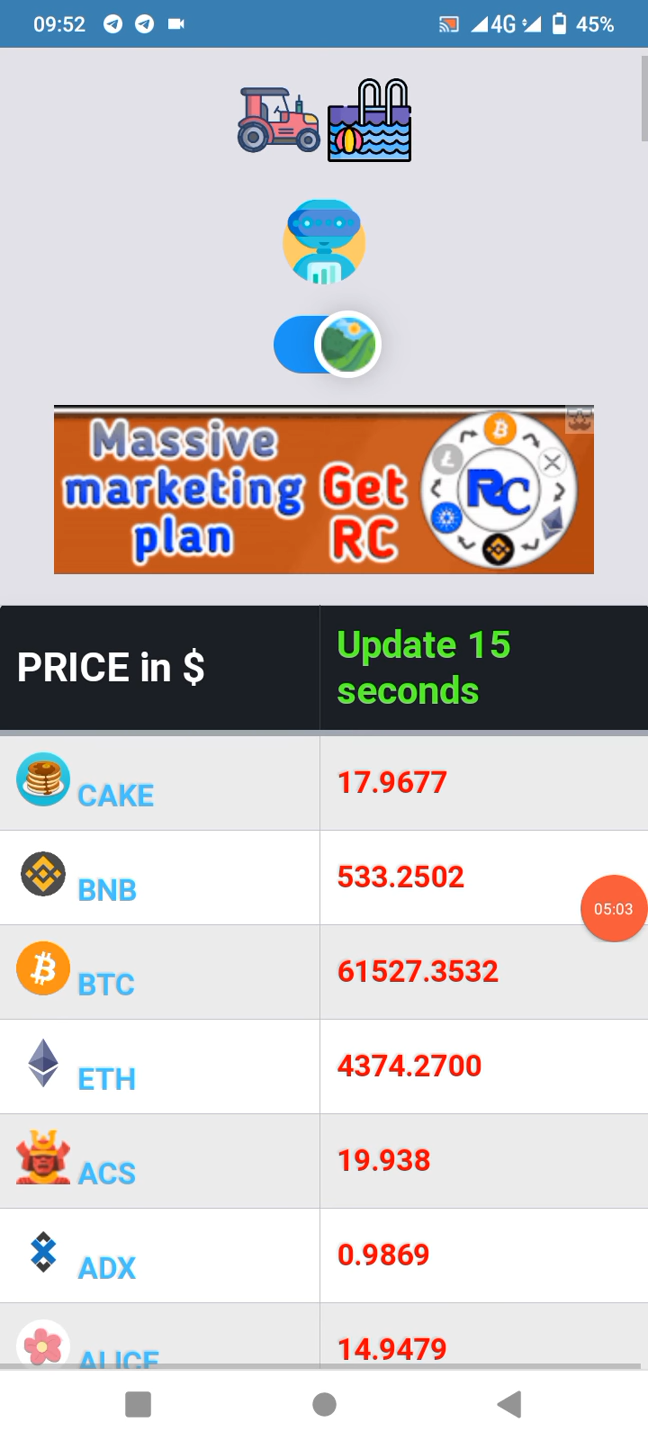 09:52
4G
45%
Massive
marketing
plan
Get
RC
RC
PRICE in $
Update 15
seconds
CAKE
17.9677
BNB
533.2502
05:03
BTC
61527.3532
ETH
4374.2700
ACS
19.938
ADX
0.9869
ALICE
14.9479